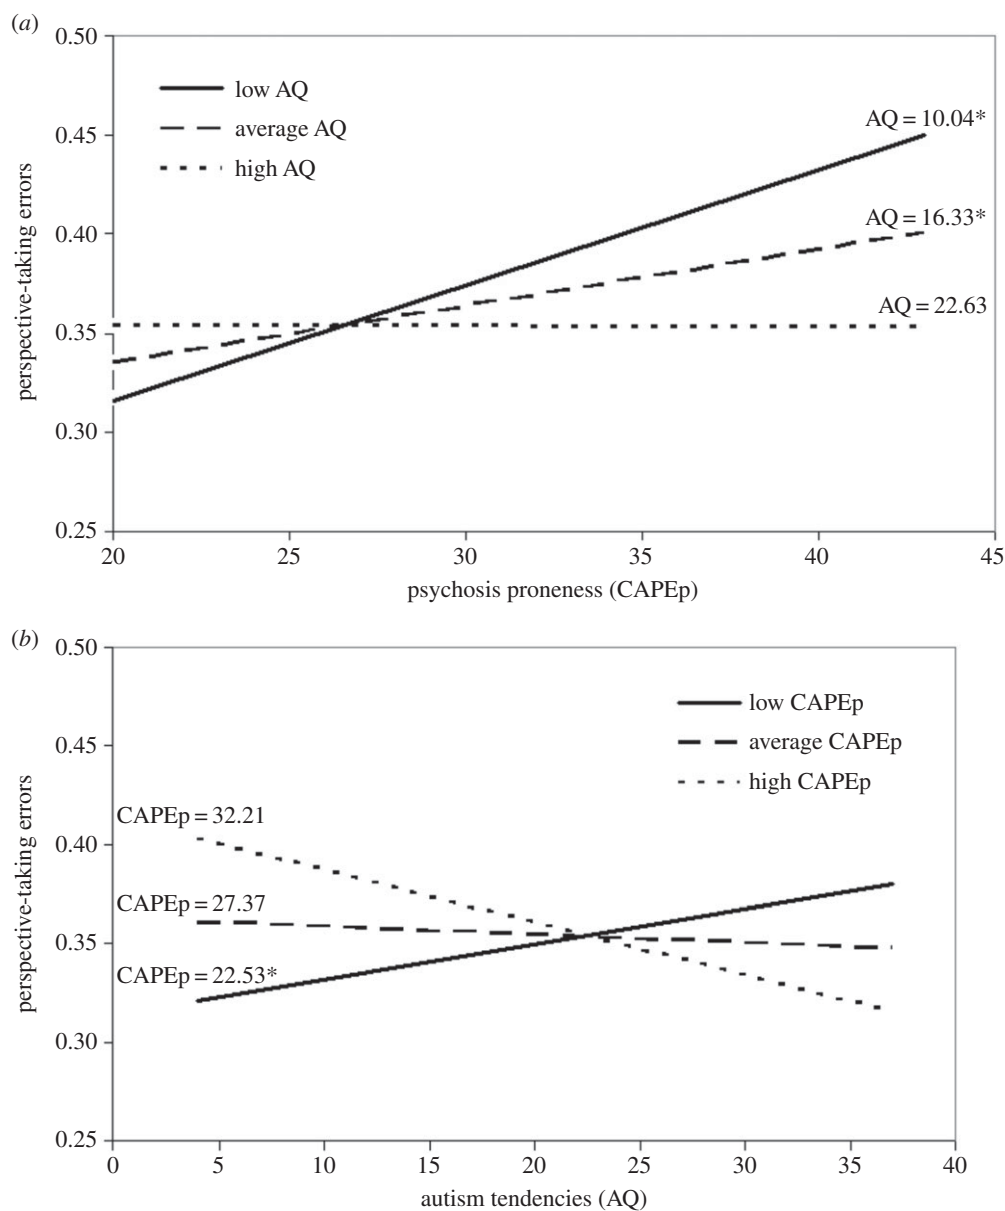 (a)
0.50
0.45
0.40
0.35
0.30
0.25
perspective-taking errors
low AQ
average AQ
high AQ
AQ = 10.04*
AQ = 16.33*
AQ = 22.63
20 25 30 35 40 45
psychosis proneness (CAPEp)
(b)
0.50
0.45
0.40
0.35
0.30
0.25
perspective-taking errors
low CAPEp
average CAPEp
high CAPEp
CAPEp = 32.21
CAPEp = 27.37
CAPEp = 22.53*
0 5 10 15 20 25 30 35 40
autism tendencies (AQ)